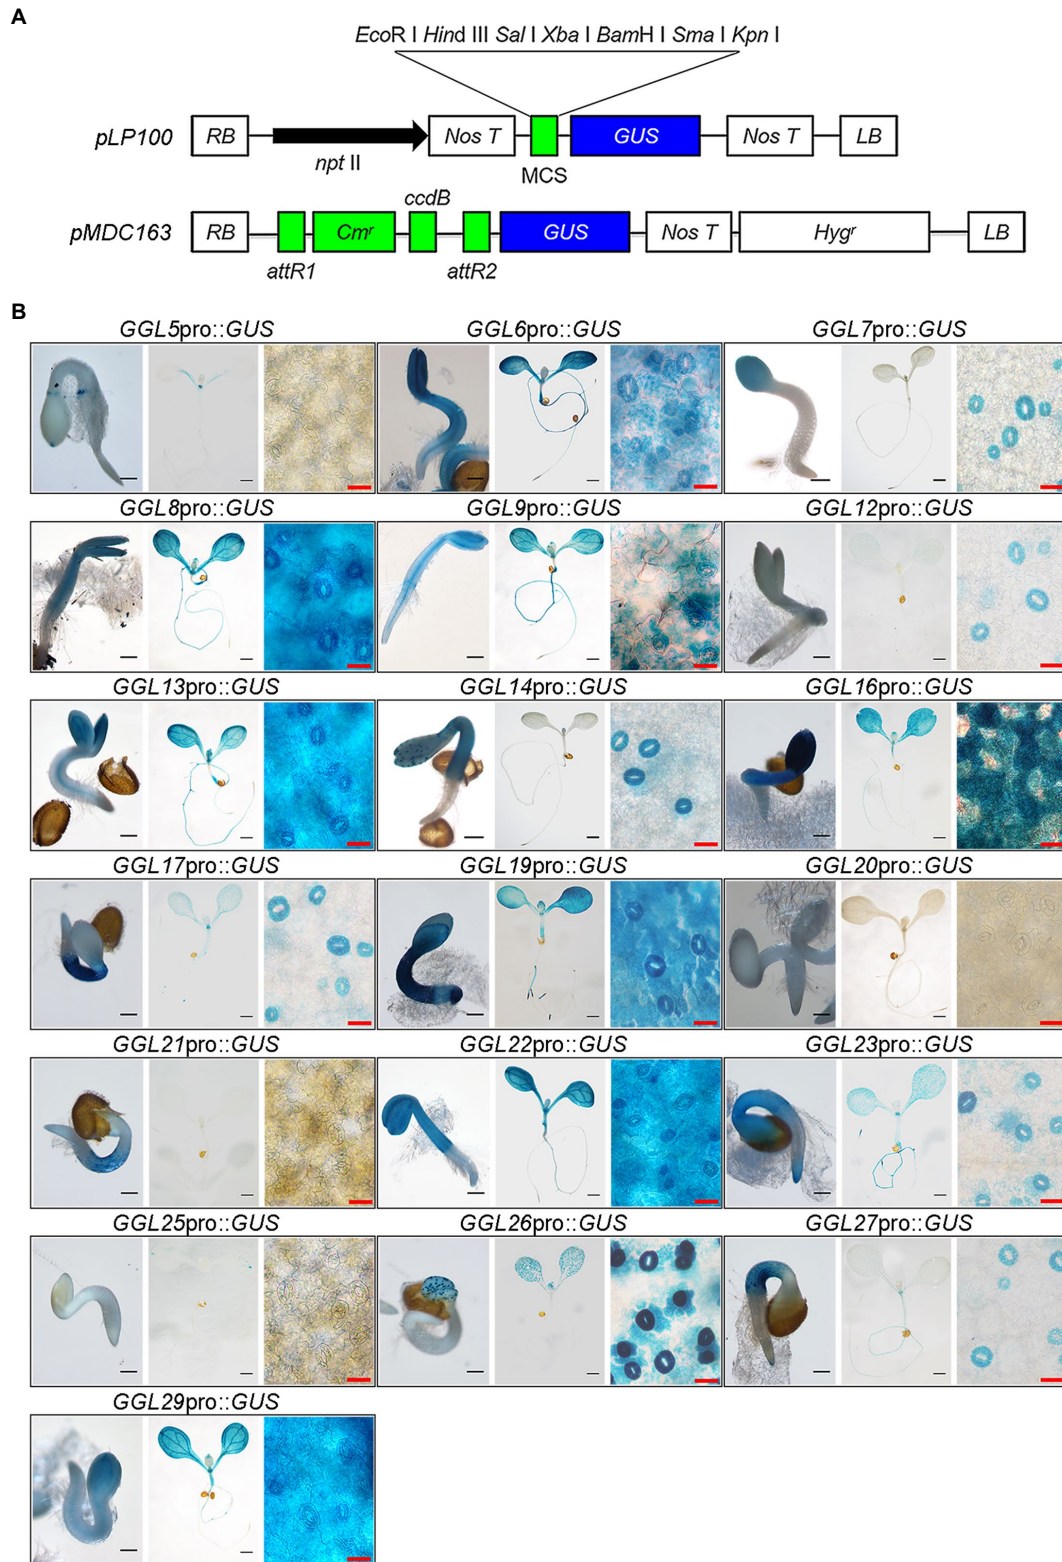 A
EcoR I Hind III Sal I Xba I BamH I Sma I Kpn I
pLP100
RB
npt II
Nos T
MCS
GUS
Nos T
LB
pMDC163
RB
attR1
Cmʳ
ccdB
attR2
GUS
Nos T
Hygʳ
LB
B
GGL5pro::GUS GGL6pro::GUS GGL7pro::GUS
GGL8pro::GUS GGL9pro::GUS GGL12pro::GUS
GGL13pro::GUS GGL14pro::GUS GGL16pro::GUS
GGL17pro::GUS GGL19pro::GUS GGL20pro::GUS
GGL21pro::GUS GGL22pro::GUS GGL23pro::GUS
GGL25pro::GUS GGL26pro::GUS GGL27pro::GUS
GGL29pro::GUS